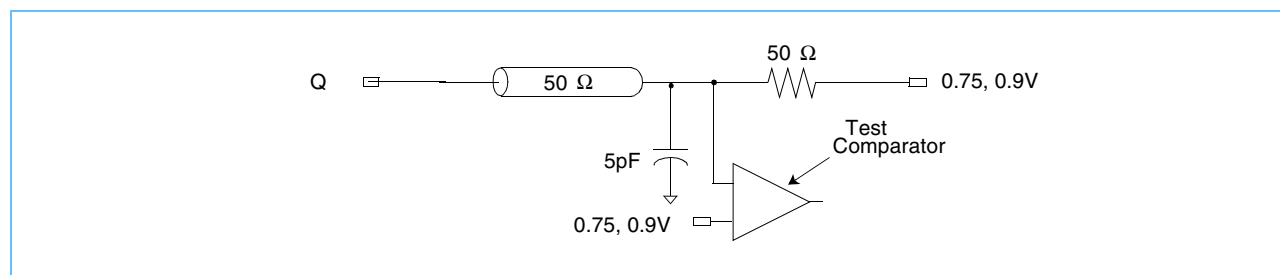 50 Ω
Q
50 Ω
0.75, 0.9V
Test
Comparator
5pF
0.75, 0.9V